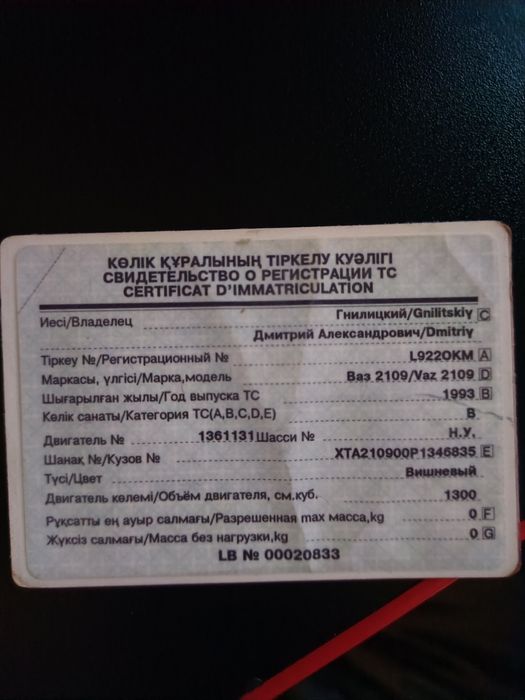 КӨЛІК ҚҰРАЛЫНЫҢ ТІРКЕЛУ КУӘЛІГІ
СВИДЕТЕЛЬСТВО О РЕГИСТРАЦИИ ТС
CERTIFICAT D'IMMATRICULATION
Иесі/Владелец Гнилицкий/Gnilitskiy C
Дмитрий Александрович/Dmitriy
Тіркеу №/Регистрационный № L922OKM A
Маркасы, үлгісі/Марка,модель Ваз 2109/Vaz 2109 D
Шығарылған жылы/Год выпуска ТС 1993 B
Көлік санаты/Категория ТС(A,B,C,D,E) B
Двигатель № 1361131 Шасси № Н.У.
Шанақ №/Кузов № XTA210900P1346835 E
Түсі/Цвет Вишневый
Двигатель көлемі/Объём двигателя, см.куб. 1300
Рұқсатты ең ауыр салмағы/Разрешенная max масса,kg 0 F
Жүксіз салмағы/Масса без нагрузки,kg 0 G
LB № 00020833